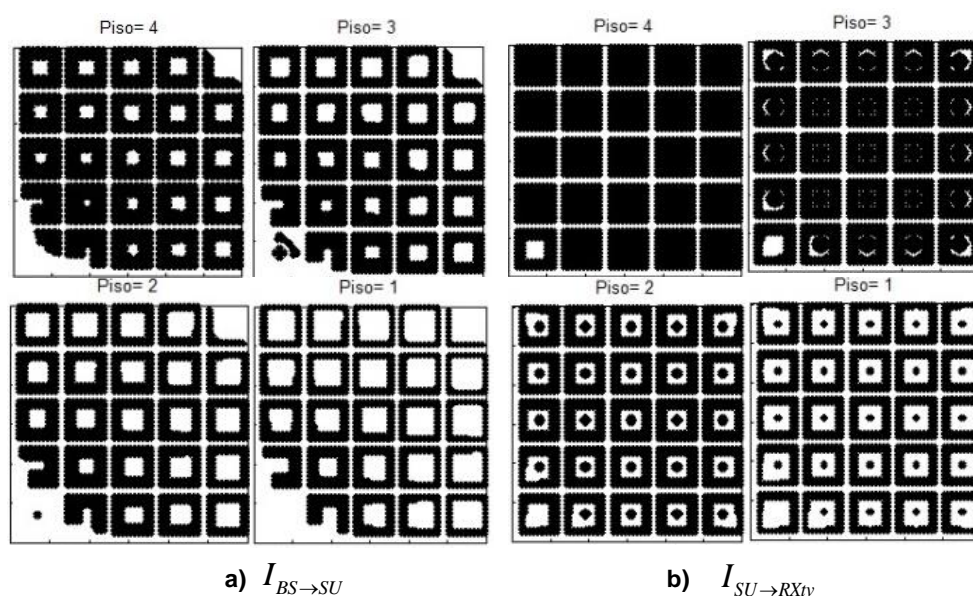 Piso= 4
Piso= 3
Piso= 4
Piso= 3
Piso= 2
Piso= 1
Piso= 2
Piso= 1
a) I_{BS→SU}
b) I_{SU→RXtv}